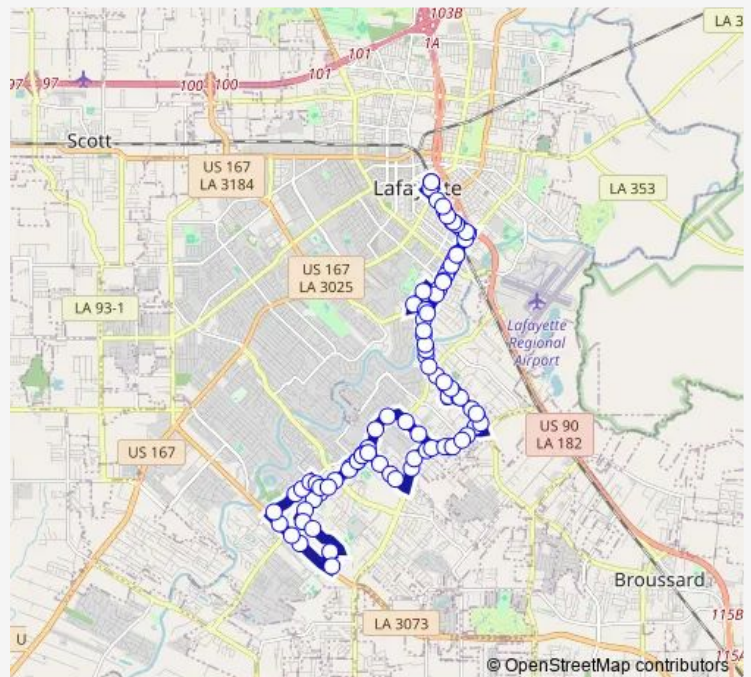 103B
LA 3
1A
101
101
97
97
100
100
Scott
US 167
LA 3184
Lafayette
LA 353
US 167
LA 3025
LA 93-1
Lafayette
Regional
Airport
US 90
LA 182
US 167
Broussard
115B
LA 3073
U
115A
© OpenStreetMap contributors